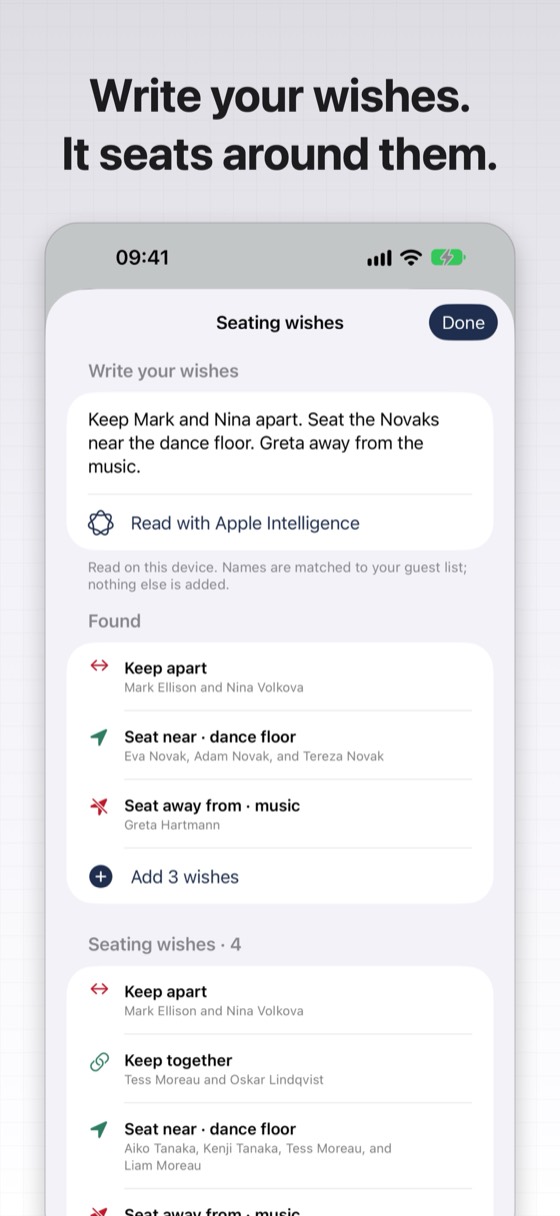 Write your wishes.
It seats around them.
09:41
Seating wishes
Done
Write your wishes
Keep Mark and Nina apart. Seat the Novaks
near the dance floor. Greta away from the
music.
Read with Apple Intelligence
Read on this device. Names are matched to your guest list;
nothing else is added.
Found
Keep apart
Mark Ellison and Nina Volkova
Seat near · dance floor
Eva Novak, Adam Novak, and Tereza Novak
Seat away from · music
Greta Hartmann
Add 3 wishes
Seating wishes · 4
Keep apart
Mark Ellison and Nina Volkova
Keep together
Tess Moreau and Oskar Lindqvist
Seat near · dance floor
Aiko Tanaka, Kenji Tanaka, Tess Moreau, and
Liam Moreau
Seat away from · music